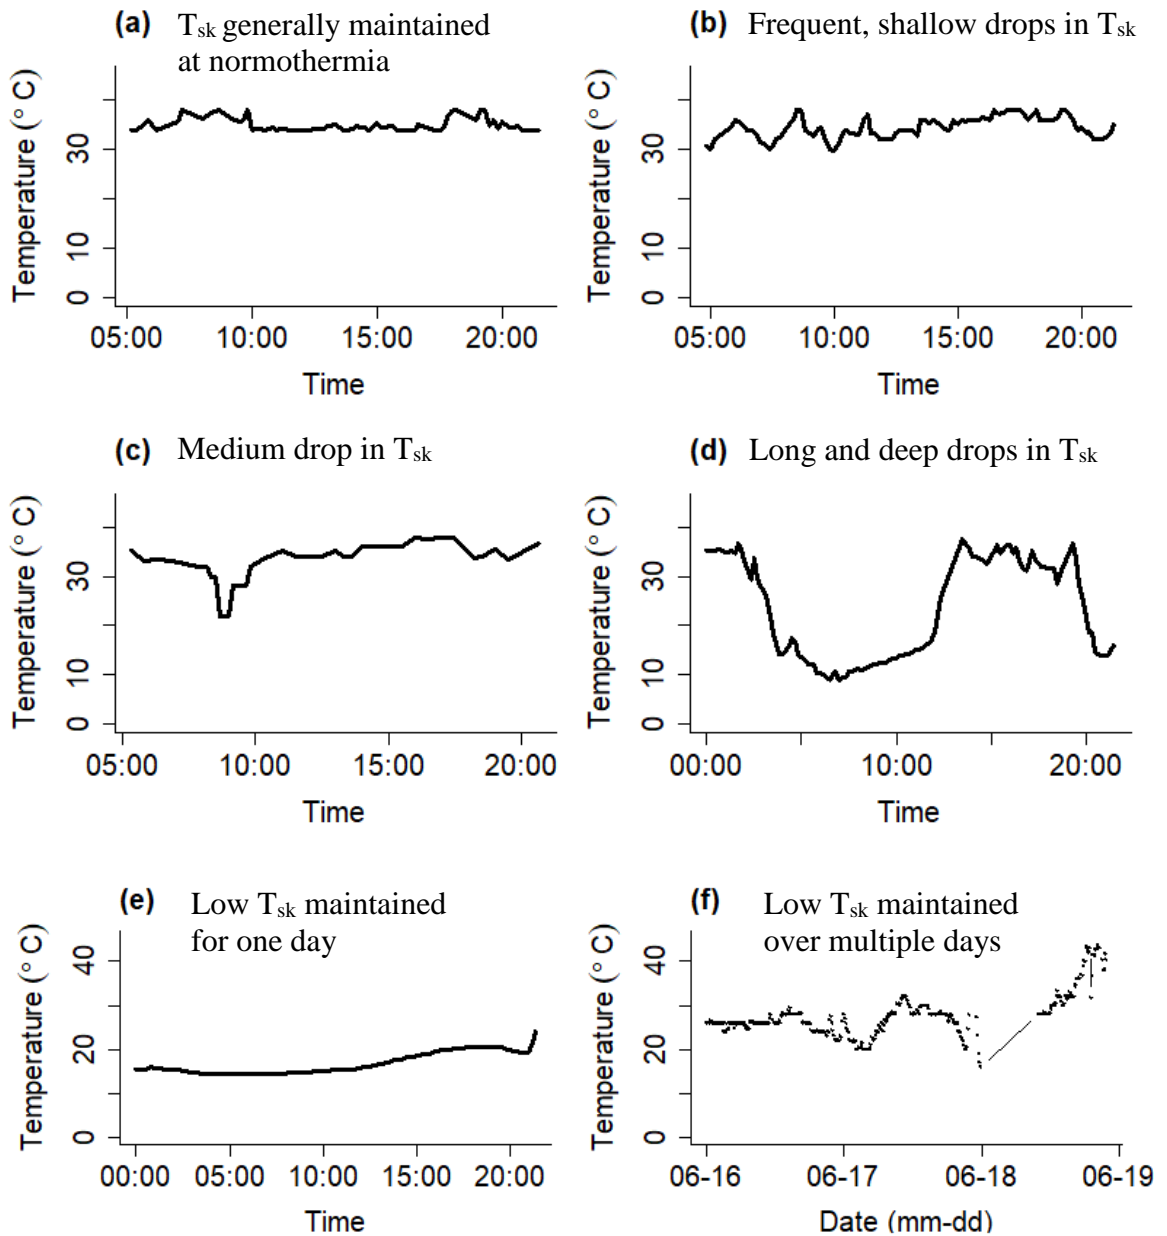 (a) Tsk generally maintained
at normothermia
Temperature (° C)
0
10
30
05:00 10:00 15:00 20:00
Time
(b) Frequent, shallow drops in Tsk
Temperature (° C)
0
10
30
05:00 10:00 15:00 20:00
Time
(c) Medium drop in Tsk
Temperature (° C)
0
10
30
05:00 10:00 15:00 20:00
Time
(d) Long and deep drops in Tsk
Temperature (° C)
0
10
30
00:00 10:00 20:00
Time
(e) Low Tsk maintained
for one day
Temperature (° C)
0
20
40
00:00 05:00 10:00 15:00 20:00
Time
(f) Low Tsk maintained
over multiple days
Temperature (° C)
0
20
40
06-16 06-17 06-18 06-19
Date (mm-dd)